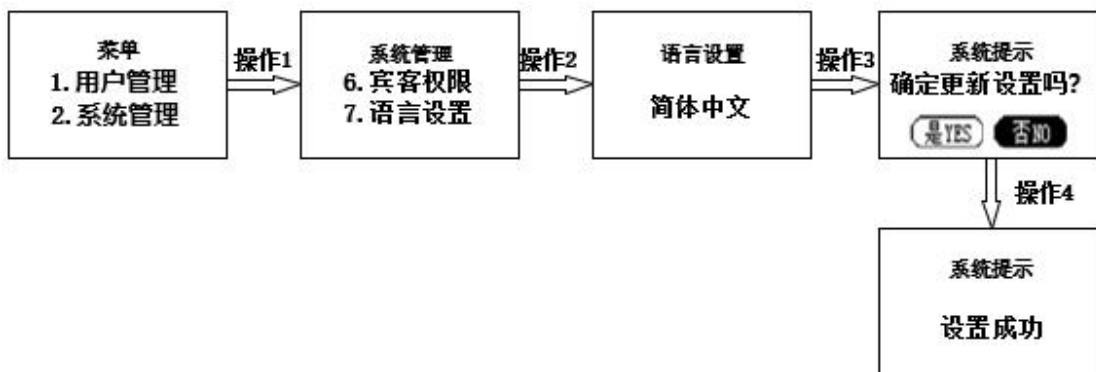 菜单
1.用户管理
2.系统管理
操作1
系统管理
6.宾客权限
7.语言设置
操作2
语言设置
简体中文
操作3
系统提示
确定更新设置吗?
是YES
否NO
操作4
系统提示
设置成功